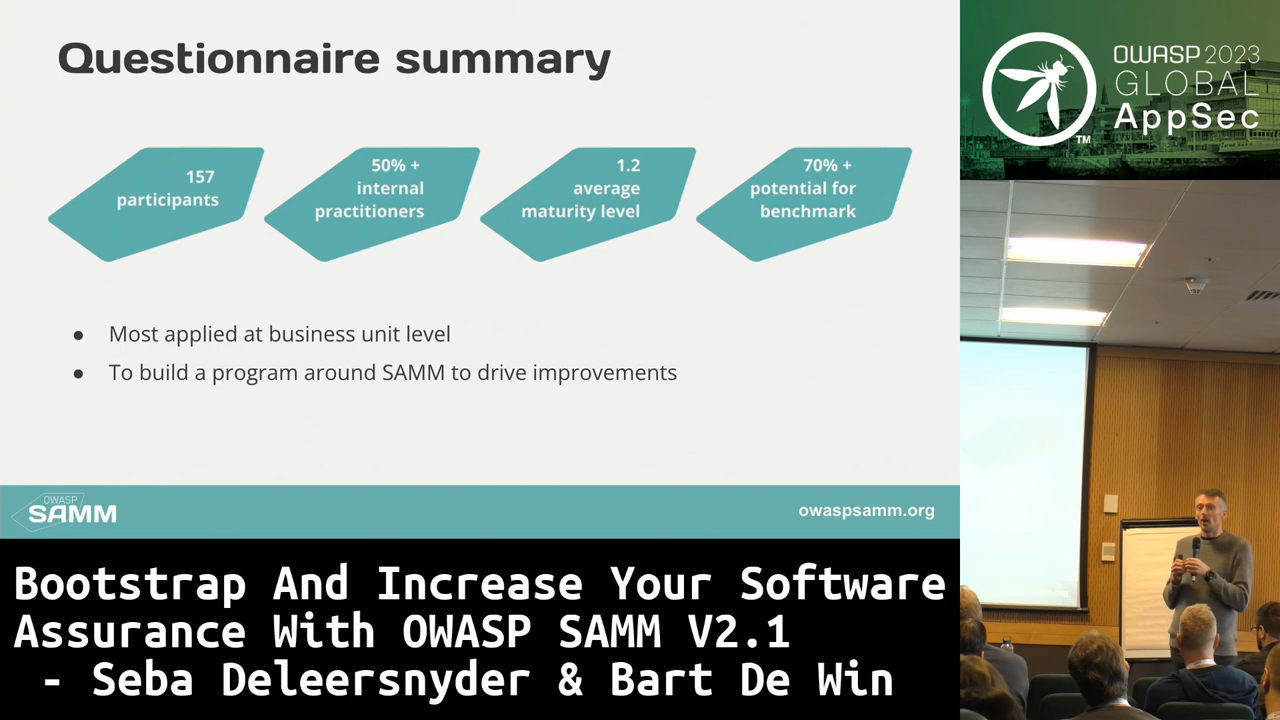 Questionnaire summary
157
participants
50% +
internal
practitioners
1.2
average
maturity level
70% +
potential for
benchmark
● Most applied at business unit level
● To build a program around SAMM to drive improvements
OWASP
SAMM
owaspsamm.org
OWASP 2023
GLOBAL
AppSec
TM
Bootstrap And Increase Your Software
Assurance With OWASP SAMM V2.1
- Seba Deleersnyder & Bart De Win